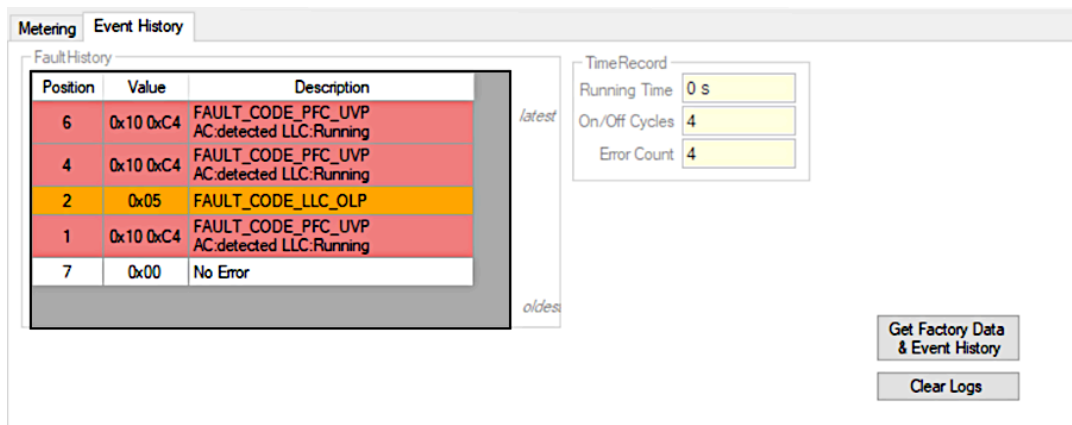 Metering Event History
FaultHistory
Position Value Description
6 0x10 0xC4 FAULT_CODE_PFC_UVP
AC:detected LLC:Running
4 0x10 0xC4 FAULT_CODE_PFC_UVP
AC:detected LLC:Running
2 0x05 FAULT_CODE_LLC_OLP
1 0x10 0xC4 FAULT_CODE_PFC_UVP
AC:detected LLC:Running
7 0x00 No Error
latest
oldest
TimeRecord
Running Time 0 s
On/Off Cycles 4
Error Count 4
Get Factory Data
& Event History
Clear Logs